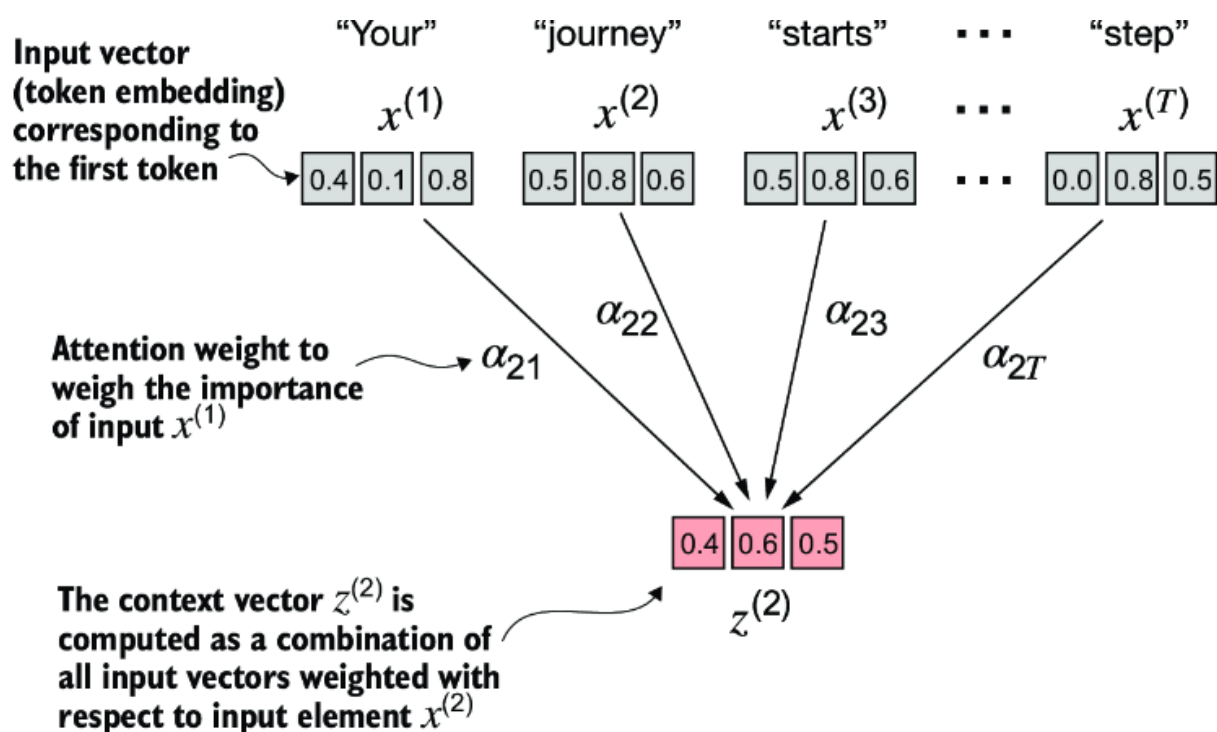 “Your” “journey” “starts” ... “step”
Input vector
(token embedding)
corresponding to
the first token
x^(1) x^(2) x^(3) ... x^(T)
0.4 0.1 0.8 0.5 0.8 0.6 0.5 0.8 0.6 ... 0.0 0.8 0.5
α₂₁ α₂₂ α₂₃ α₂T
Attention weight to
weigh the importance
of input x^(1)
0.4 0.6 0.5
z^(2)
The context vector z^(2) is
computed as a combination of
all input vectors weighted with
respect to input element x^(2)